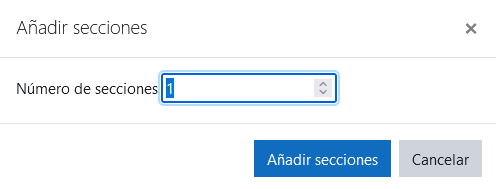 Añadir secciones
Número de secciones 1
Añadir secciones Cancelar